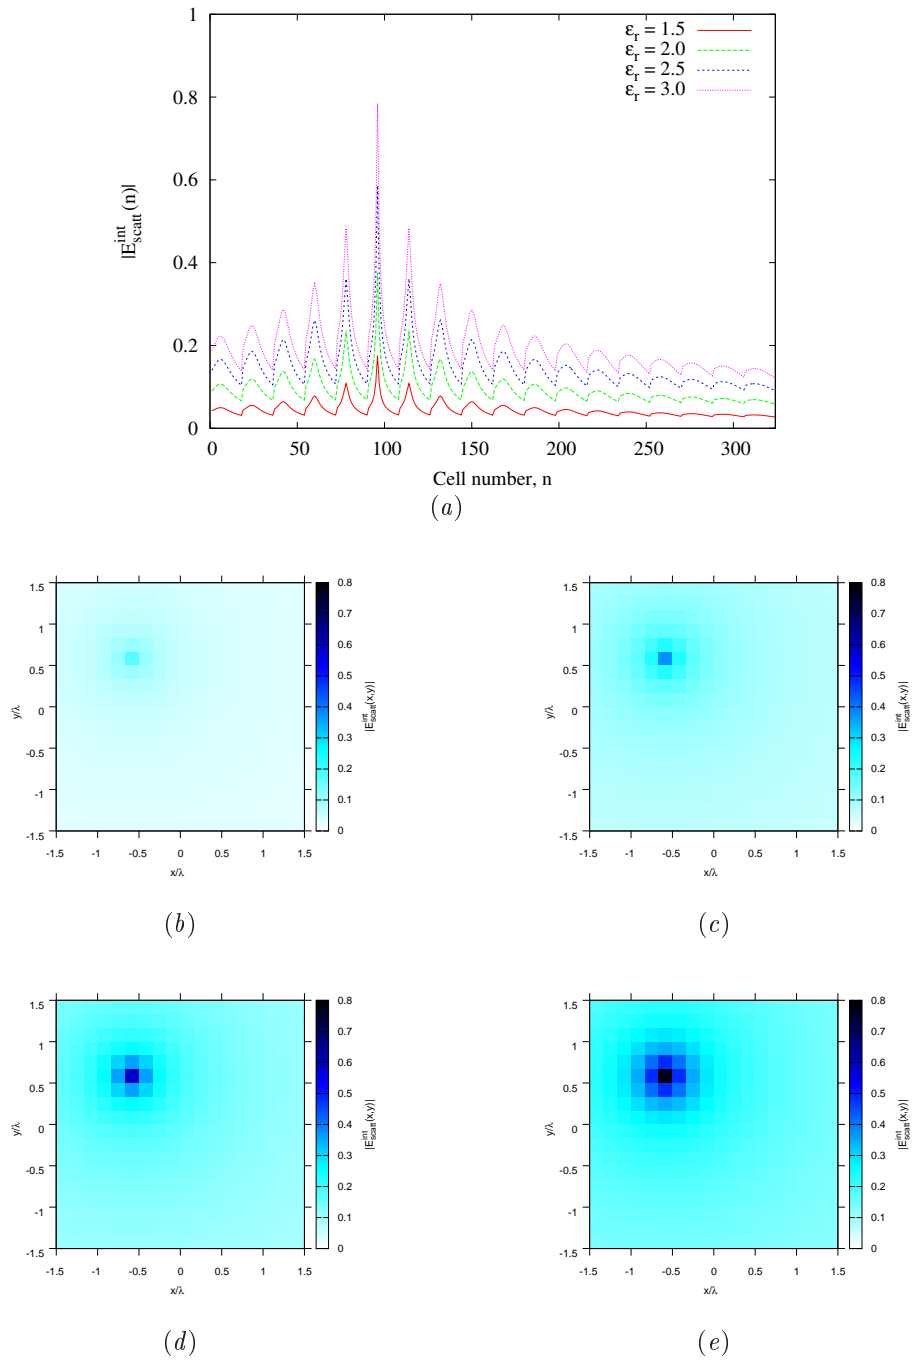 1
0.8
0.6
0.4
0.2
0
|E^int_scatt(n)|
ε_r = 1.5
ε_r = 2.0
ε_r = 2.5
ε_r = 3.0
0 50 100 150 200 250 300
Cell number, n
(a)
1.5
1
0.5
0
-0.5
-1
-1.5
y/λ
-1.5 -1 -0.5 0 0.5 1 1.5
x/λ
0.8
0.7
0.6
0.5
0.4
0.3
0.2
0.1
0
|E^int_scatt(x,y)|
(b)
1.5
1
0.5
0
-0.5
-1
-1.5
y/λ
-1.5 -1 -0.5 0 0.5 1 1.5
x/λ
0.8
0.7
0.6
0.5
0.4
0.3
0.2
0.1
0
|E^int_scatt(x,y)|
(c)
1.5
1
0.5
0
-0.5
-1
-1.5
y/λ
-1.5 -1 -0.5 0 0.5 1 1.5
x/λ
0.8
0.7
0.6
0.5
0.4
0.3
0.2
0.1
0
|E^int_scatt(x,y)|
(d)
1.5
1
0.5
0
-0.5
-1
-1.5
y/λ
-1.5 -1 -0.5 0 0.5 1 1.5
x/λ
0.8
0.7
0.6
0.5
0.4
0.3
0.2
0.1
0
|E^int_scatt(x,y)|
(e)